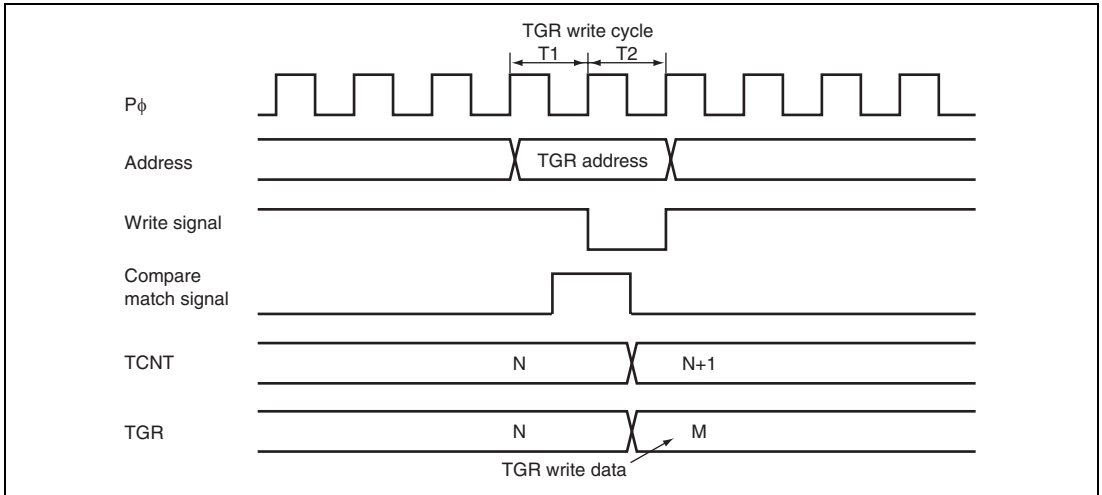 TGR write cycle
T1 T2
Pϕ
Address
TGR address
Write signal
Compare
match signal
TCNT
N
N+1
TGR
N
M
TGR write data